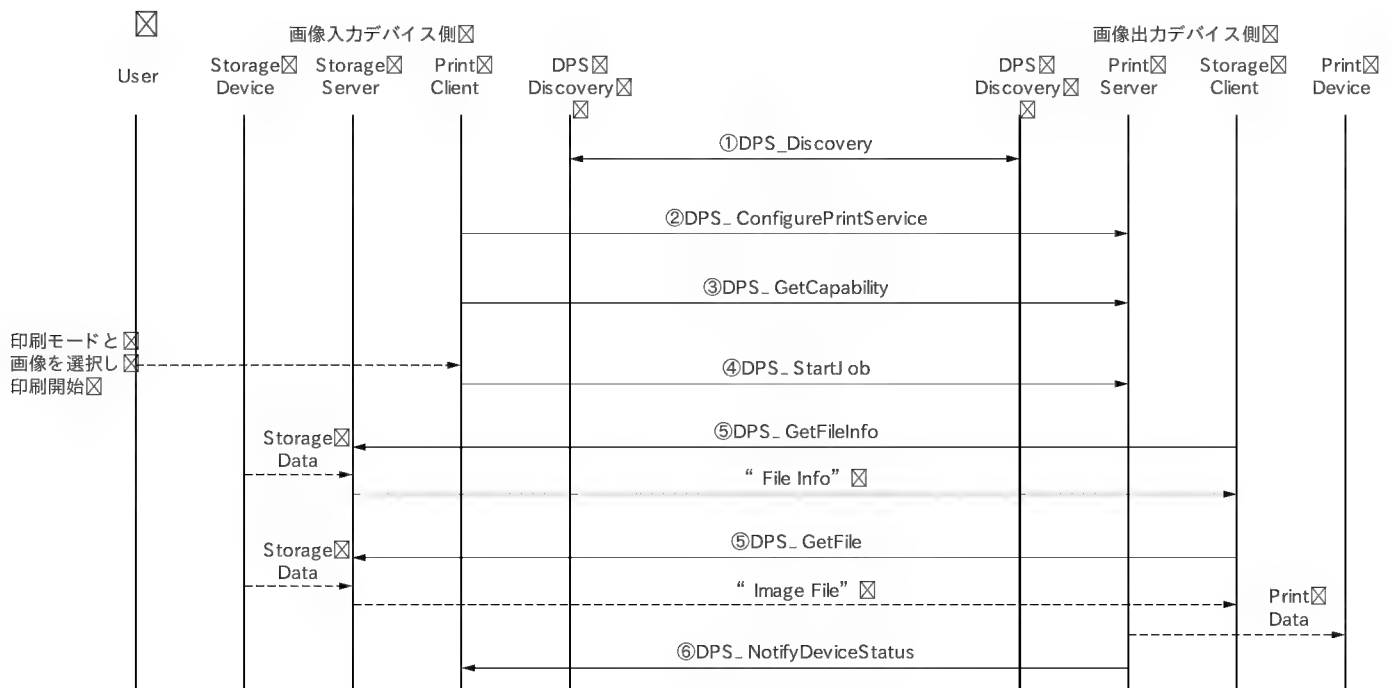 画像入力デバイス側
画像出力デバイス側
User
Storage
Device
Storage
Server
Print
Client
DPS
Discovery
DPS
Discovery
Print
Server
Storage
Client
Print
Device
①DPS_Discovery
②DPS_ConfigurePrintService
③DPS_GetCapability
印刷モードと
画像を選択し
印刷開始
④DPS_StartJob
⑤DPS_GetFileInfo
Storage
Data
“File Info”
⑤DPS_GetFile
Storage
Data
“Image File”
Print
Data
⑥DPS_NotifyDeviceStatus